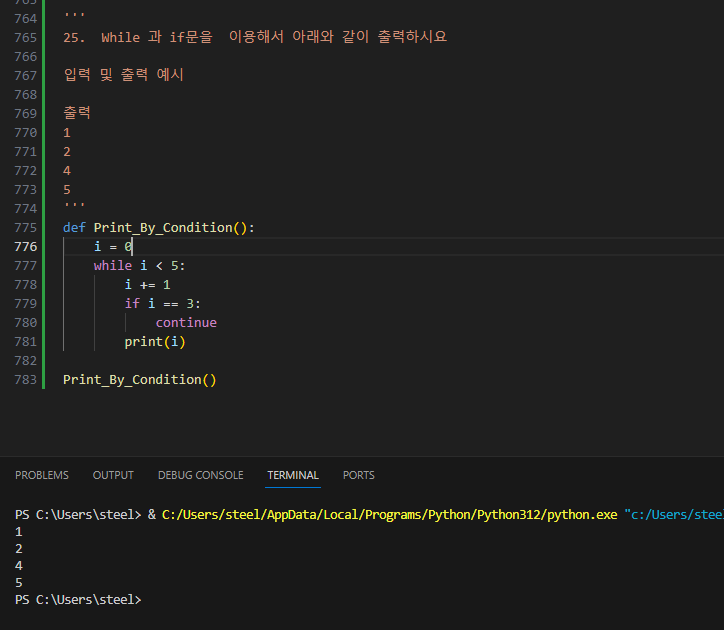 763
764 '''
765 25.  While 과 if문을  이용해서 아래와 같이 출력하시요
766
767 입력 및 출력 예시
768
769 출력
770 1
771 2
772 4
773 5
774 '''
775 def Print_By_Condition():
776     i = 0
777     while i < 5:
778         i += 1
779         if i == 3:
780             continue
781         print(i)
782
783 Print_By_Condition()
PROBLEMS OUTPUT DEBUG CONSOLE TERMINAL PORTS
PS C:\Users\steel> & C:/Users/steel/AppData/Local/Programs/Python/Python312/python.exe "c:/Users/stee
1
2
4
5
PS C:\Users\steel>